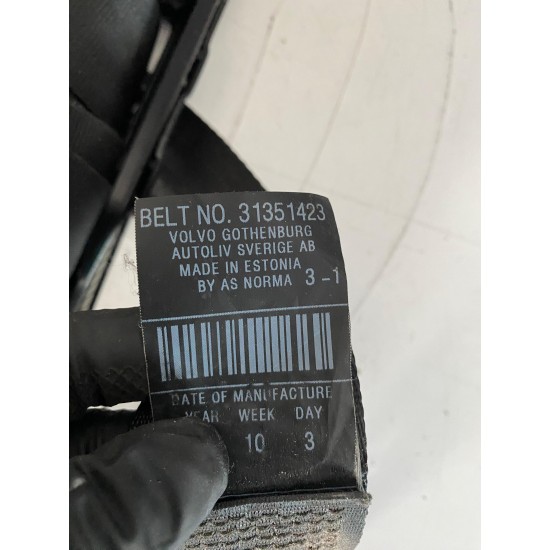 BELT NO. 31351423
VOLVO GOTHENBURG
AUTOLIV SVERIGE AB
MADE IN ESTONIA
BY AS NORMA 3-1
DATE OF MANUFACTURE
YEAR WEEK DAY
10 3